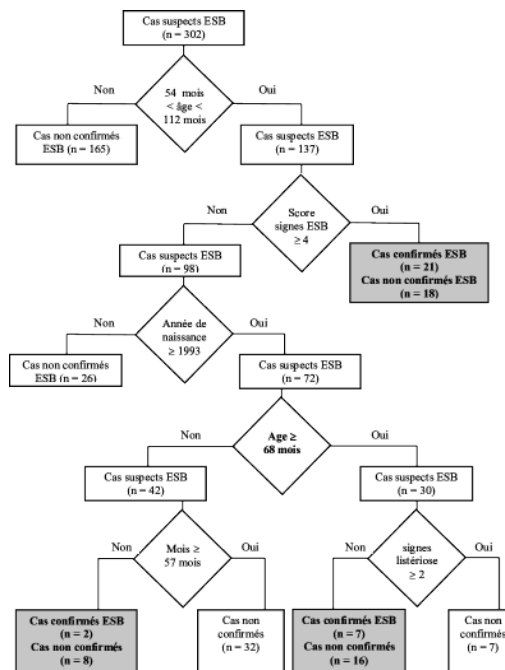 Cas suspects ESB
(n = 302)
Non
54 mois
< âge <
112 mois
Oui
Cas non confirmés
ESB (n = 165)
Cas suspects ESB
(n = 137)
Non
Score
signes ESB
≥ 4
Oui
Cas suspects ESB
(n = 98)
Cas confirmés ESB
(n = 21)
Cas non confirmés ESB
(n = 18)
Non
Année de
naissance
≥ 1993
Oui
Cas non confirmés
ESB (n = 26)
Cas suspects ESB
(n = 72)
Non
Age ≥
68 mois
Oui
Cas suspects ESB
(n = 42)
Cas suspects ESB
(n = 30)
Non
Mois ≥
57 mois
Oui
Non
signes
listériose
≥ 2
Oui
Cas confirmés ESB
(n = 2)
Cas non confirmés
(n = 8)
Cas non
confirmés
(n = 32)
Cas confirmés ESB
(n = 7)
Cas non confirmés
(n = 16)
Cas non
confirmés
(n = 7)